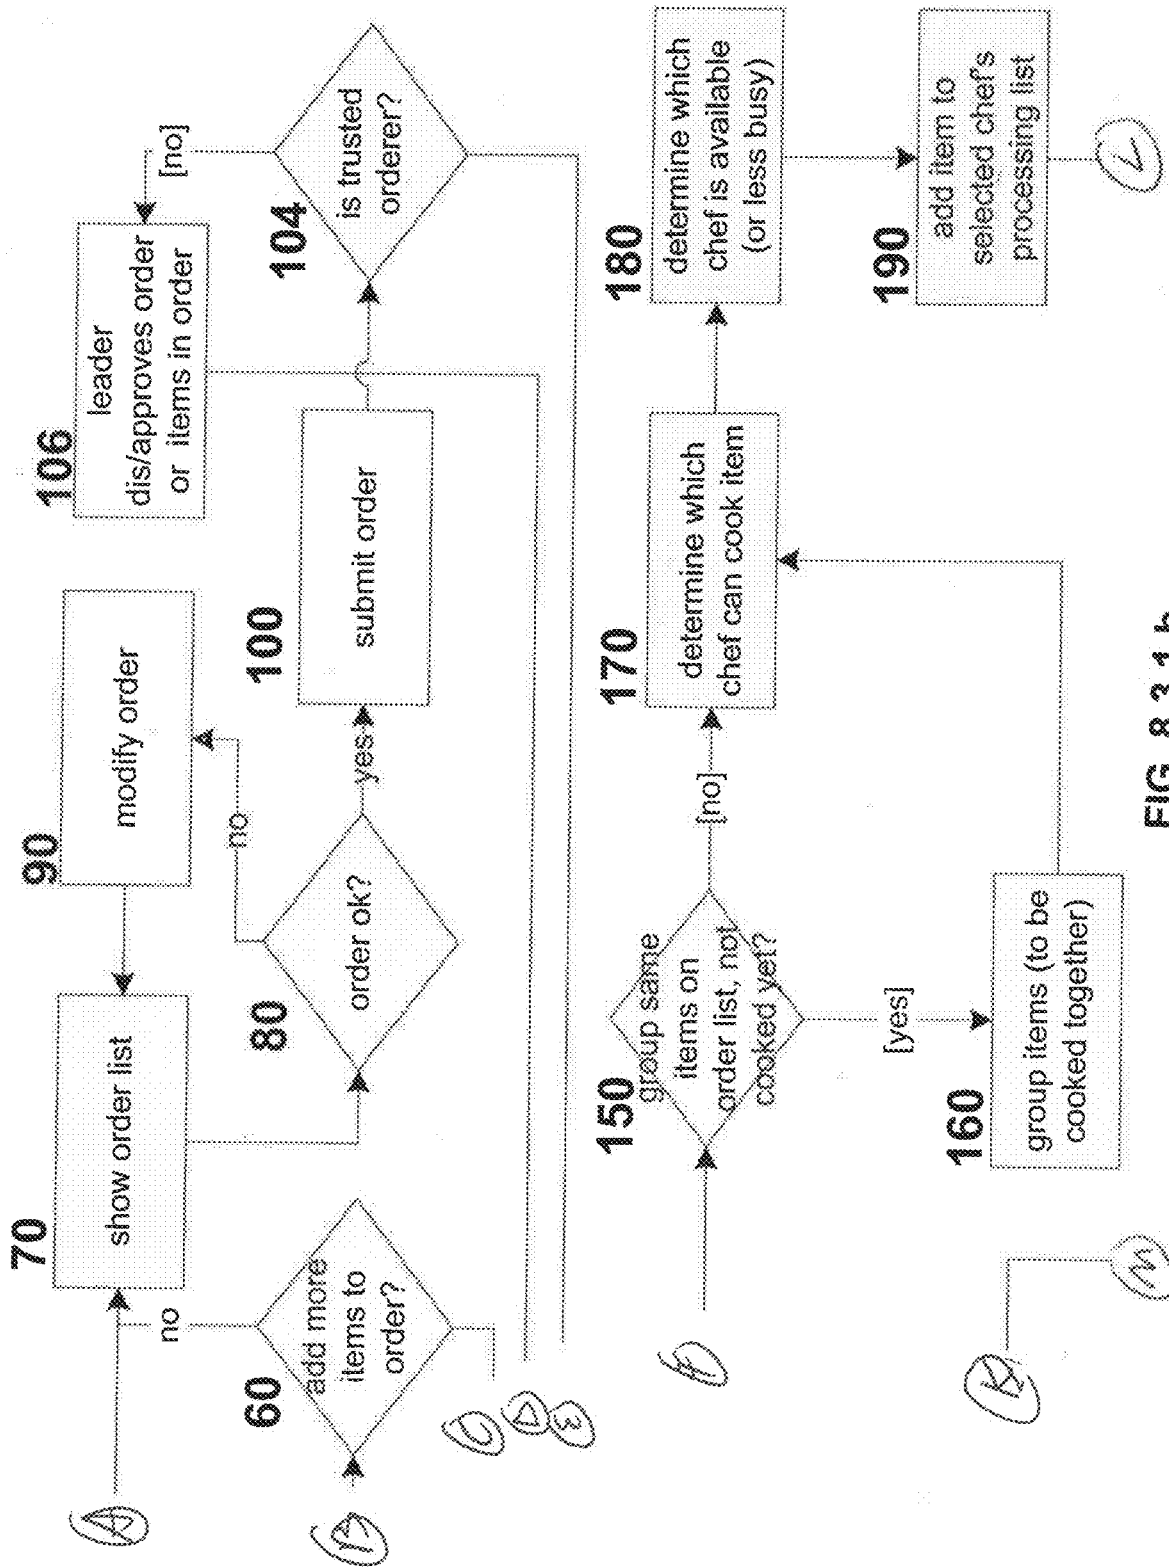 A
no
70
show order list
90
modify order
106
leader
dis/approves order
or items in order
[no]
B
60
add more
items to
order?
80
order ok?
no
yes
100
submit order
104
is trusted
orderer?
C
D
E
F
150
group same
items on
order list, not
cooked yet?
[no]
[yes]
170
determine which
chef can cook item
180
determine which
chef is available
(or less busy)
K
M
160
group items (to be
cooked together)
190
add item to
selected chef's
processing list
L
FIG. 8.3.1.b